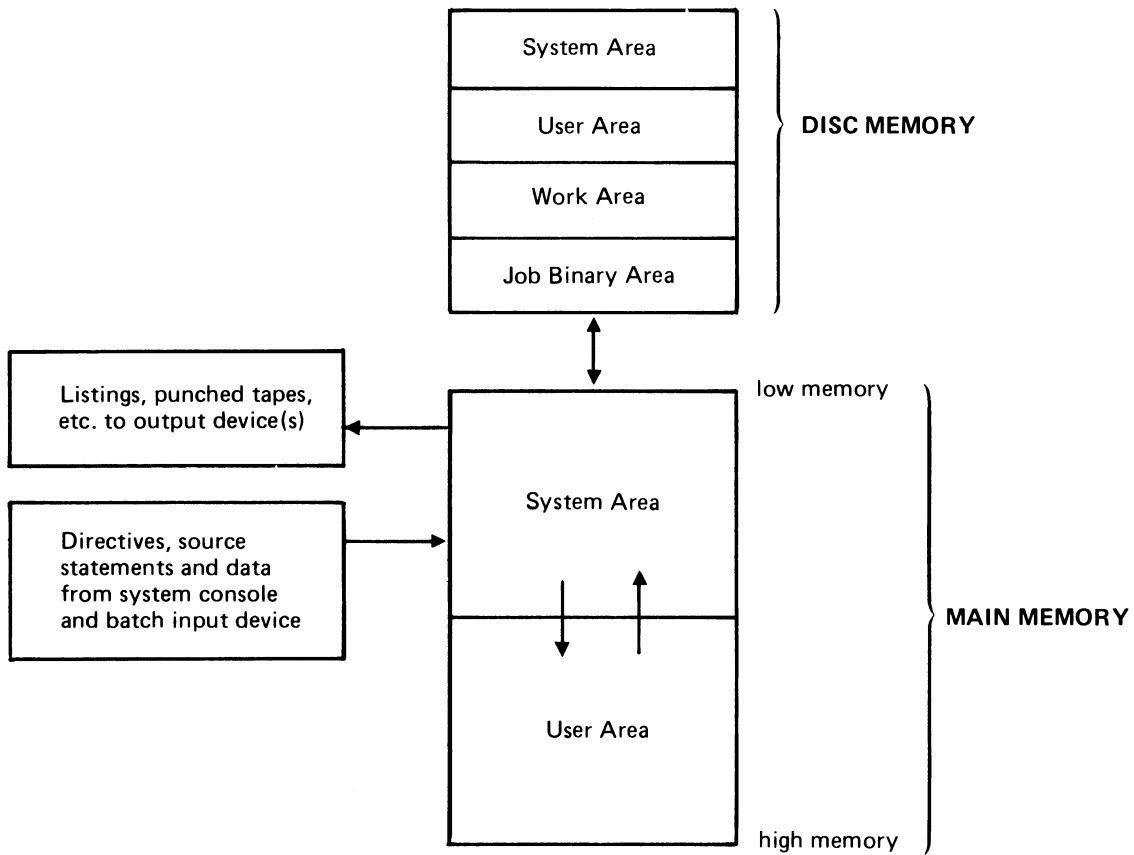 System Area
User Area
DISC MEMORY
Work Area
Job Binary Area
Listings, punched tapes,
etc. to output device(s)
low memory
System Area
Directives, source
statements and data
from system console
and batch input device
MAIN MEMORY
User Area
high memory